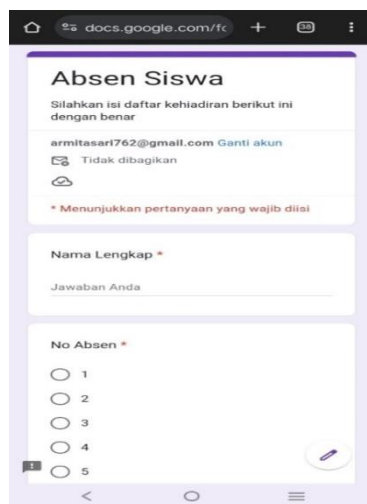 docs.google.com/fc
38
Absen Siswa
Silahkan isi daftar kehiadiran berikut ini
dengan benar
armitasari762@gmail.com Ganti akun
Tidak dibagikan
* Menunjukkan pertanyaan yang wajib diisi
Nama Lengkap *
Jawaban Anda
No Absen *
1
2
3
4
5